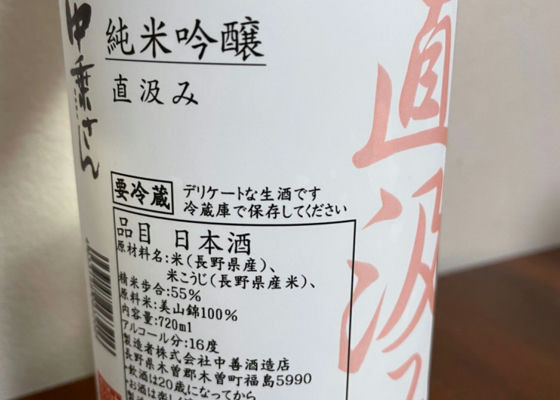 中乗さん
純米吟醸
直汲み
要冷蔵
デリケートな生酒です
冷蔵庫で保存してください
品目 日本酒
原材料名:米(長野県産)、
米こうじ(長野県産米)、
精米歩合:55%
原料米:美山錦100%
内容量:720ml
アルコール分:16度
製造者株式会社中善酒造店
長野県木曽郡木曽町福島5990
・飲酒は20歳になってから
直汲